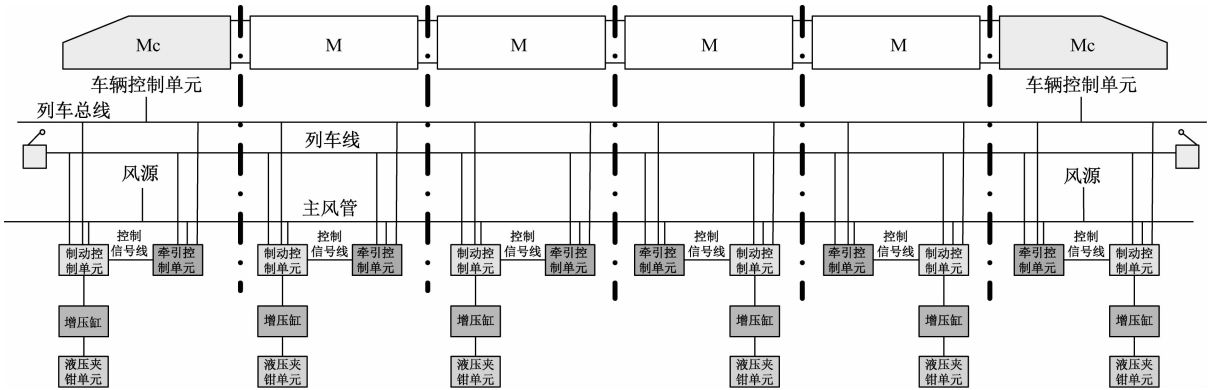 Mc M M M M Mc
车辆控制单元 车辆控制单元
列车总线
列车线
风源 风源
主风管
控制 控制 控制 控制 控制 控制
信号线 信号线 信号线 信号线 信号线 信号线
制动控 牵引控 制动控 牵引控 制动控 牵引控 牵引控 制动控 牵引控 制动控 牵引控 制动控
制单元 制单元 制单元 制单元 制单元 制单元 制单元 制单元 制单元 制单元 制单元 制单元
增压缸 增压缸 增压缸 增压缸 增压缸 增压缸
液压夹 液压夹 液压夹 液压夹 液压夹 液压夹
钳单元 钳单元 钳单元 钳单元 钳单元 钳单元